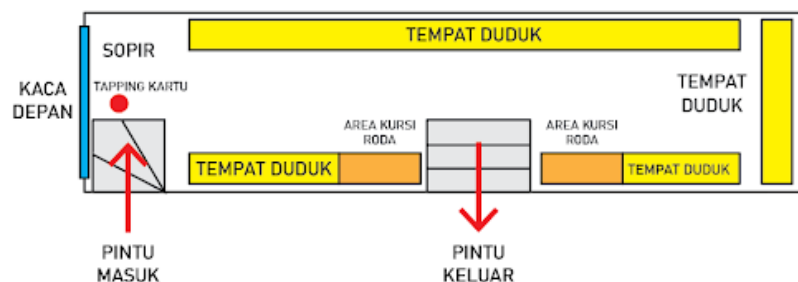 TEMPAT DUDUK
SOPIR
KACA
DEPAN
TAPPING KARTU
TEMPAT
DUDUK
AREA KURSI
RODA
AREA KURSI
RODA
TEMPAT DUDUK
TEMPAT DUDUK
PINTU
MASUK
PINTU
KELUAR